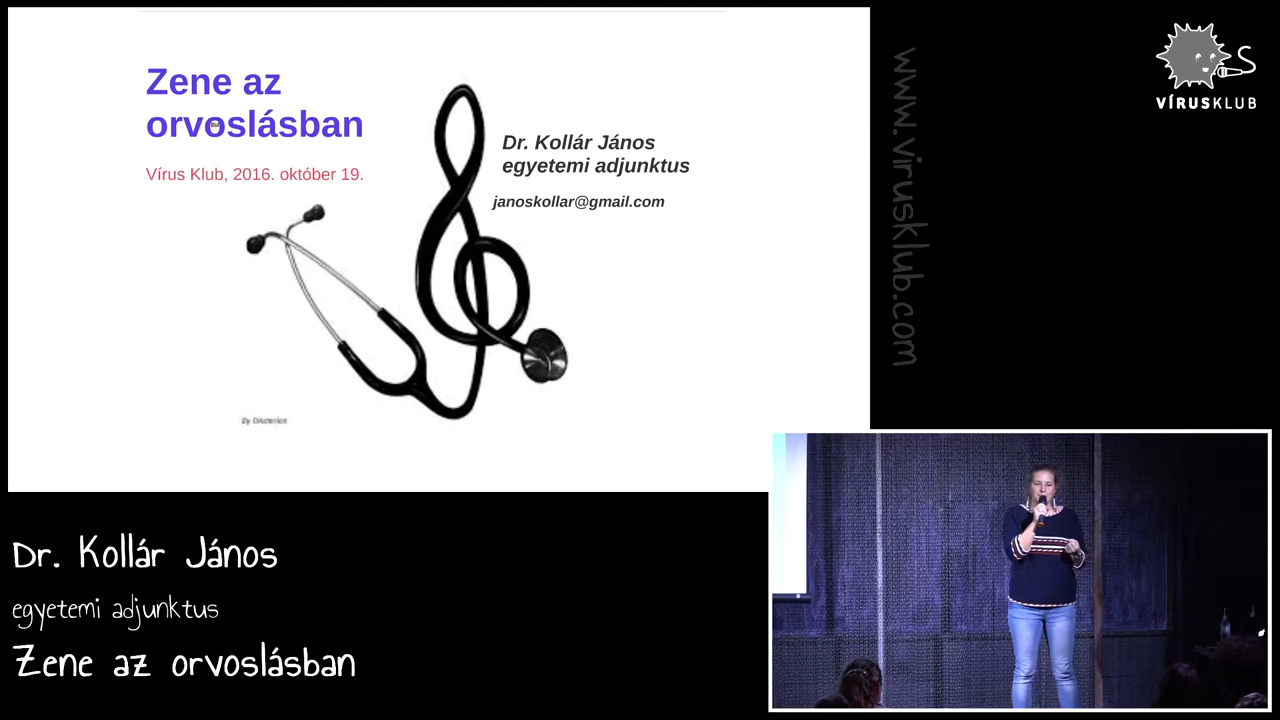 Zene az
orvoslásban
Vírus Klub, 2016. október 19.
Dr. Kollár János
egyetemi adjunktus
janoskollar@gmail.com
www.virusklub.com
VÍRUSKLUB
Dr. Kollár János
egyetemi adjunktus
Zene az orvoslásban